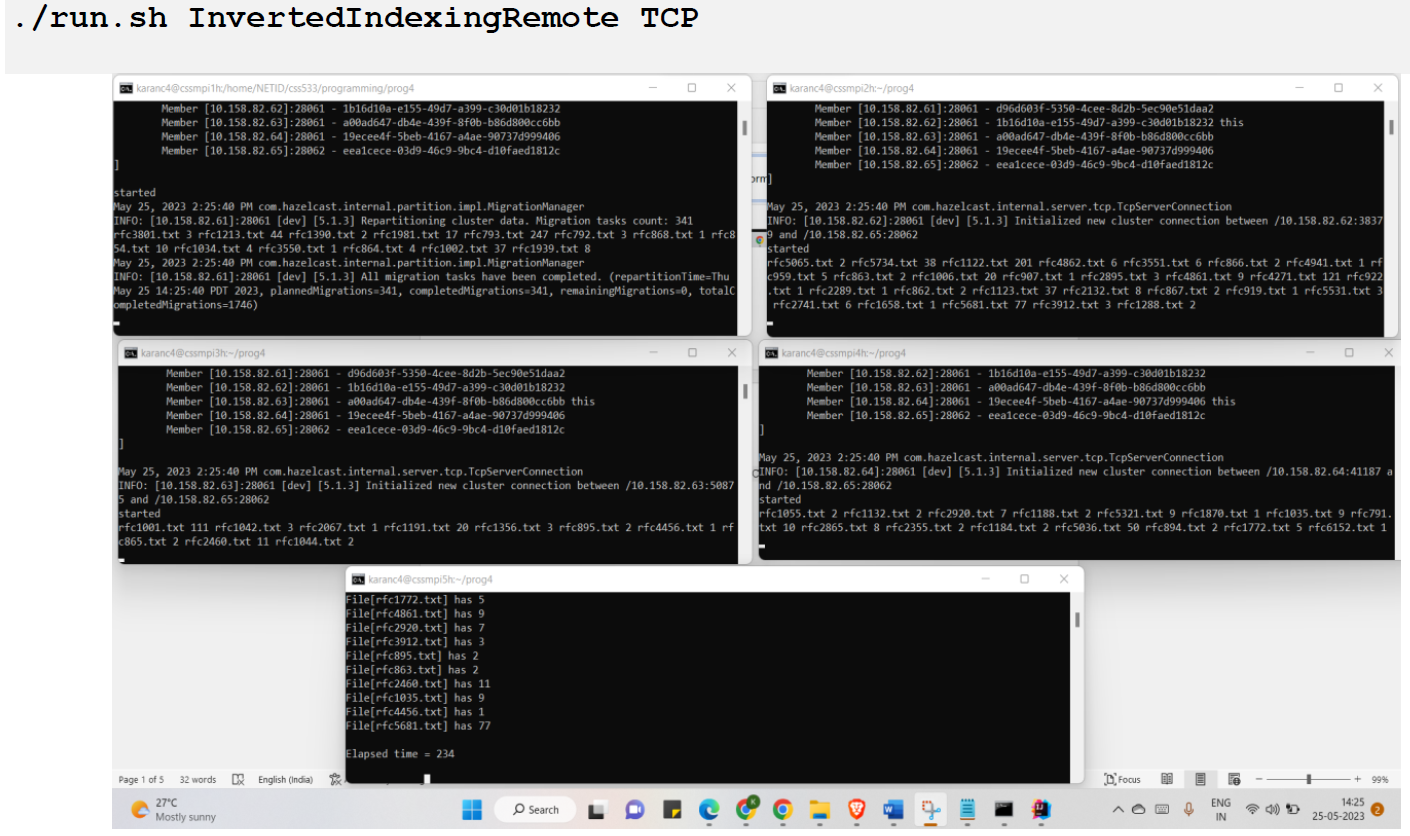 ./run.sh InvertedIndexingRemote TCP
karanc4@cssmpi1h:/home/NETID/css533/programming/prog4
Member [10.158.82.62]:28061 - 1b16d10a-e155-49d7-a399-c30d01b18232
Member [10.158.82.63]:28061 - a00ad647-db4e-439f-8f0b-b86d800cc6bb
Member [10.158.82.64]:28061 - 19ecee4f-5beb-4167-a4ae-90737d999406
Member [10.158.82.65]:28062 - eea1cece-03d9-46c9-9bc4-d10faed1812c
]
started
May 25, 2023 2:25:40 PM com.hazelcast.internal.partition.impl.MigrationManager
INFO: [10.158.82.61]:28061 [dev] [5.1.3] Repartitioning cluster data. Migration tasks count: 341
rfc3801.txt 3 rfc1213.txt 44 rfc1390.txt 2 rfc1981.txt 17 rfc793.txt 247 rfc792.txt 3 rfc868.txt 1 rfc8
54.txt 10 rfc1034.txt 4 rfc3550.txt 1 rfc864.txt 4 rfc1002.txt 37 rfc1939.txt 8
May 25, 2023 2:25:40 PM com.hazelcast.internal.partition.impl.MigrationManager
INFO: [10.158.82.61]:28061 [dev] [5.1.3] All migration tasks have been completed. (repartitionTime=Thu
May 25 14:25:40 PDT 2023, plannedMigrations=341, completedMigrations=341, remainingMigrations=0, totalC
ompletedMigrations=1746)
karanc4@cssmpi2h:~/prog4
Member [10.158.82.61]:28061 - d96d603f-5350-4cee-8d2b-5ec90e51daa2
Member [10.158.82.62]:28061 - 1b16d10a-e155-49d7-a399-c30d01b18232 this
Member [10.158.82.63]:28061 - a00ad647-db4e-439f-8f0b-b86d800cc6bb
Member [10.158.82.64]:28061 - 19ecee4f-5beb-4167-a4ae-90737d999406
Member [10.158.82.65]:28062 - eea1cece-03d9-46c9-9bc4-d10faed1812c
]
May 25, 2023 2:25:40 PM com.hazelcast.internal.server.tcp.TcpServerConnection
INFO: [10.158.82.62]:28061 [dev] [5.1.3] Initialized new cluster connection between /10.158.82.62:3837
9 and /10.158.82.65:28062
started
rfc5065.txt 2 rfc5734.txt 38 rfc1122.txt 201 rfc4862.txt 6 rfc3551.txt 6 rfc866.txt 2 rfc4941.txt 1 rf
c959.txt 5 rfc863.txt 2 rfc1006.txt 20 rfc907.txt 1 rfc2895.txt 3 rfc4861.txt 9 rfc4271.txt 121 rfc922
.txt 1 rfc2289.txt 1 rfc862.txt 2 rfc1123.txt 37 rfc2132.txt 8 rfc867.txt 2 rfc919.txt 1 rfc5531.txt 3
rfc2741.txt 6 rfc1658.txt 1 rfc5681.txt 77 rfc3912.txt 3 rfc1288.txt 2
karanc4@cssmpi3h:~/prog4
Member [10.158.82.61]:28061 - d96d603f-5350-4cee-8d2b-5ec90e51daa2
Member [10.158.82.62]:28061 - 1b16d10a-e155-49d7-a399-c30d01b18232
Member [10.158.82.63]:28061 - a00ad647-db4e-439f-8f0b-b86d800cc6bb this
Member [10.158.82.64]:28061 - 19ecee4f-5beb-4167-a4ae-90737d999406
Member [10.158.82.65]:28062 - eea1cece-03d9-46c9-9bc4-d10faed1812c
]
May 25, 2023 2:25:40 PM com.hazelcast.internal.server.tcp.TcpServerConnection
INFO: [10.158.82.63]:28061 [dev] [5.1.3] Initialized new cluster connection between /10.158.82.63:5087
5 and /10.158.82.65:28062
started
rfc1001.txt 111 rfc1042.txt 3 rfc2067.txt 1 rfc1191.txt 20 rfc1356.txt 3 rfc895.txt 2 rfc4456.txt 1 rf
c865.txt 2 rfc2460.txt 11 rfc1044.txt 2
karanc4@cssmpi4h:~/prog4
Member [10.158.82.62]:28061 - 1b16d10a-e155-49d7-a399-c30d01b18232
Member [10.158.82.63]:28061 - a00ad647-db4e-439f-8f0b-b86d800cc6bb
Member [10.158.82.64]:28061 - 19ecee4f-5beb-4167-a4ae-90737d999406 this
Member [10.158.82.65]:28062 - eea1cece-03d9-46c9-9bc4-d10faed1812c
]
May 25, 2023 2:25:40 PM com.hazelcast.internal.server.tcp.TcpServerConnection
INFO: [10.158.82.64]:28061 [dev] [5.1.3] Initialized new cluster connection between /10.158.82.64:41187 a
nd /10.158.82.65:28062
started
rfc1055.txt 2 rfc1132.txt 2 rfc2920.txt 7 rfc1188.txt 2 rfc5321.txt 9 rfc1870.txt 1 rfc1035.txt 9 rfc791.
txt 10 rfc2865.txt 8 rfc2355.txt 2 rfc1184.txt 2 rfc5036.txt 50 rfc894.txt 2 rfc1772.txt 5 rfc6152.txt 1
karanc4@cssmpi5h:~/prog4
File[rfc1772.txt] has 5
File[rfc4861.txt] has 9
File[rfc2920.txt] has 7
File[rfc3912.txt] has 3
File[rfc895.txt] has 2
File[rfc863.txt] has 2
File[rfc2460.txt] has 11
File[rfc1035.txt] has 9
File[rfc4456.txt] has 1
File[rfc5681.txt] has 77
Elapsed time = 234
Page 1 of 5 32 words English (India) Focus 99%
27°C
Mostly sunny
Search
ENG
IN
14:25
25-05-2023
2